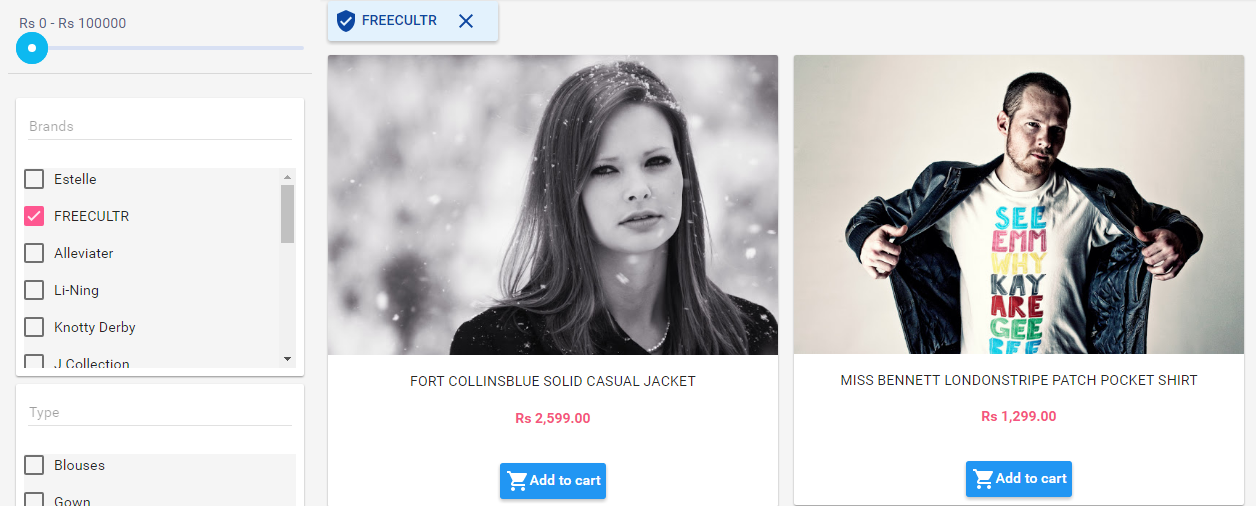 Rs 0 - Rs 100000
Brands
Estelle
FREECULTR
Alleviater
Li-Ning
Knotty Derby
J Collection
Type
Blouses
Gown
FREECULTR
SEE
EMM
WHY
KAY
ARE
GEE
BEE
FORT COLLINSBLUE SOLID CASUAL JACKET
Rs 2,599.00
Add to cart
MISS BENNETT LONDONSTRIPE PATCH POCKET SHIRT
Rs 1,299.00
Add to cart